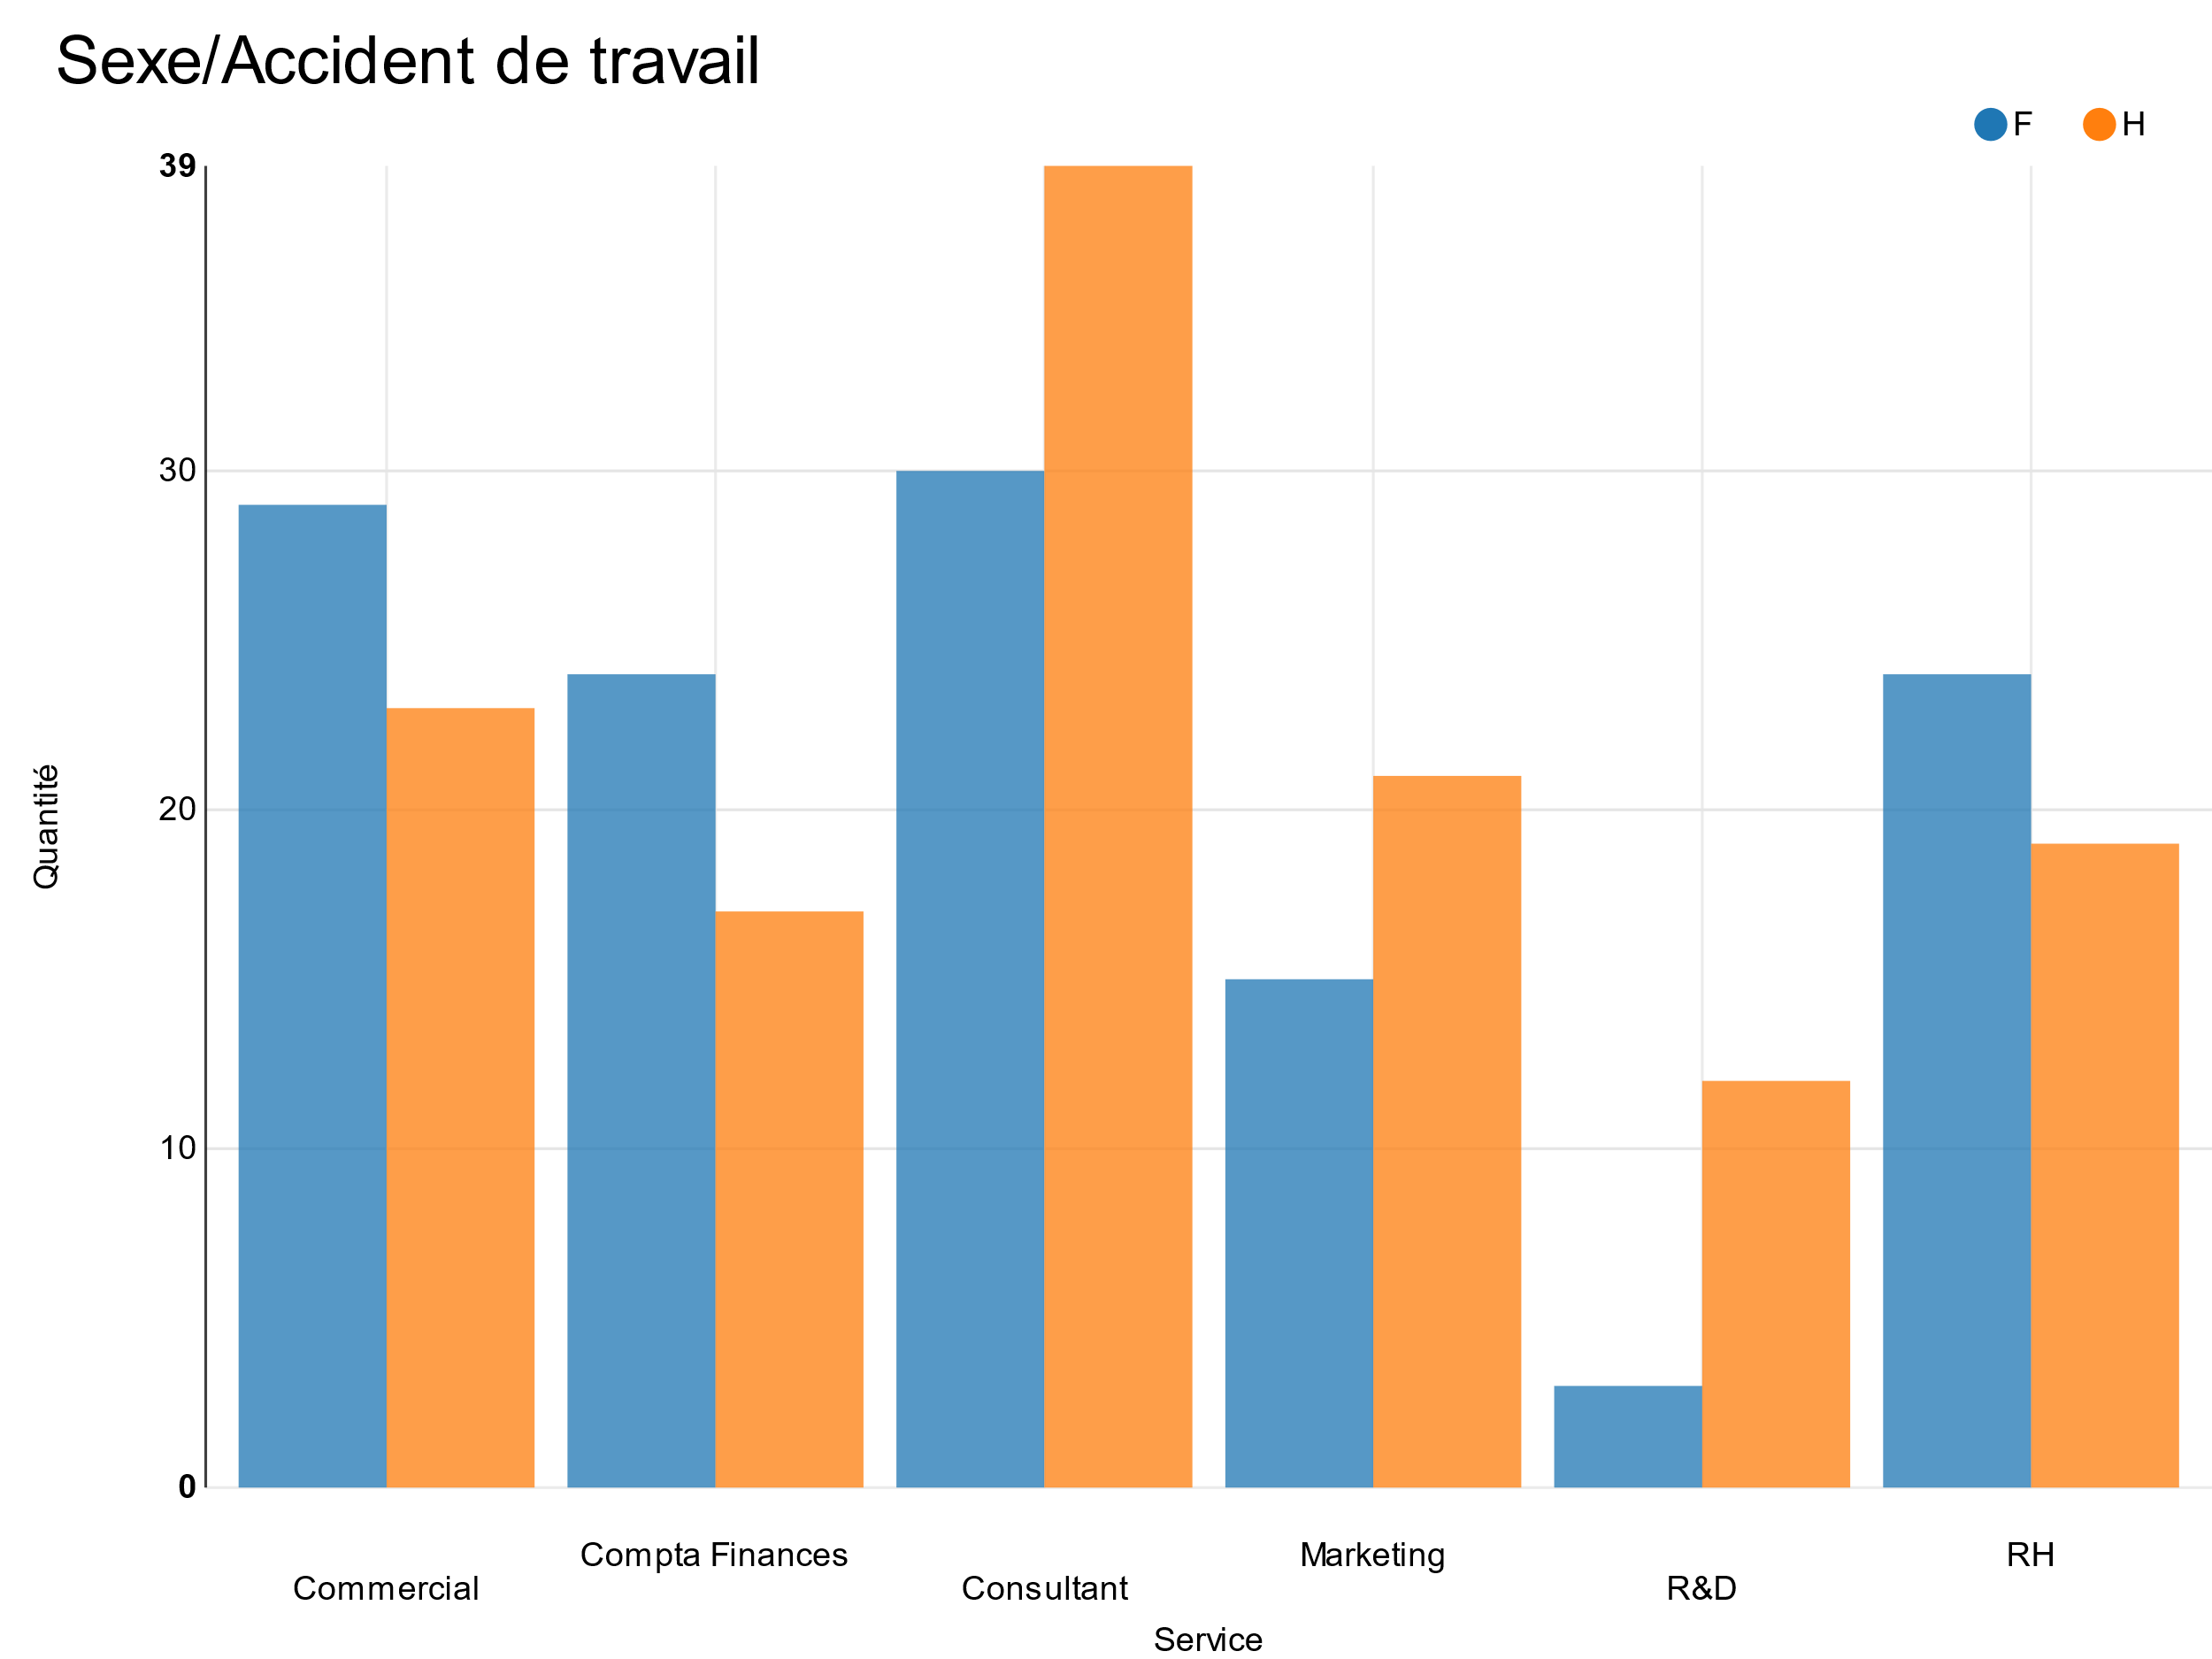 Sexe/Accident de travail
F H
39
30
20
10
0
Quantité
Compta Finances Marketing RH
Commercial Consultant R&D
Service